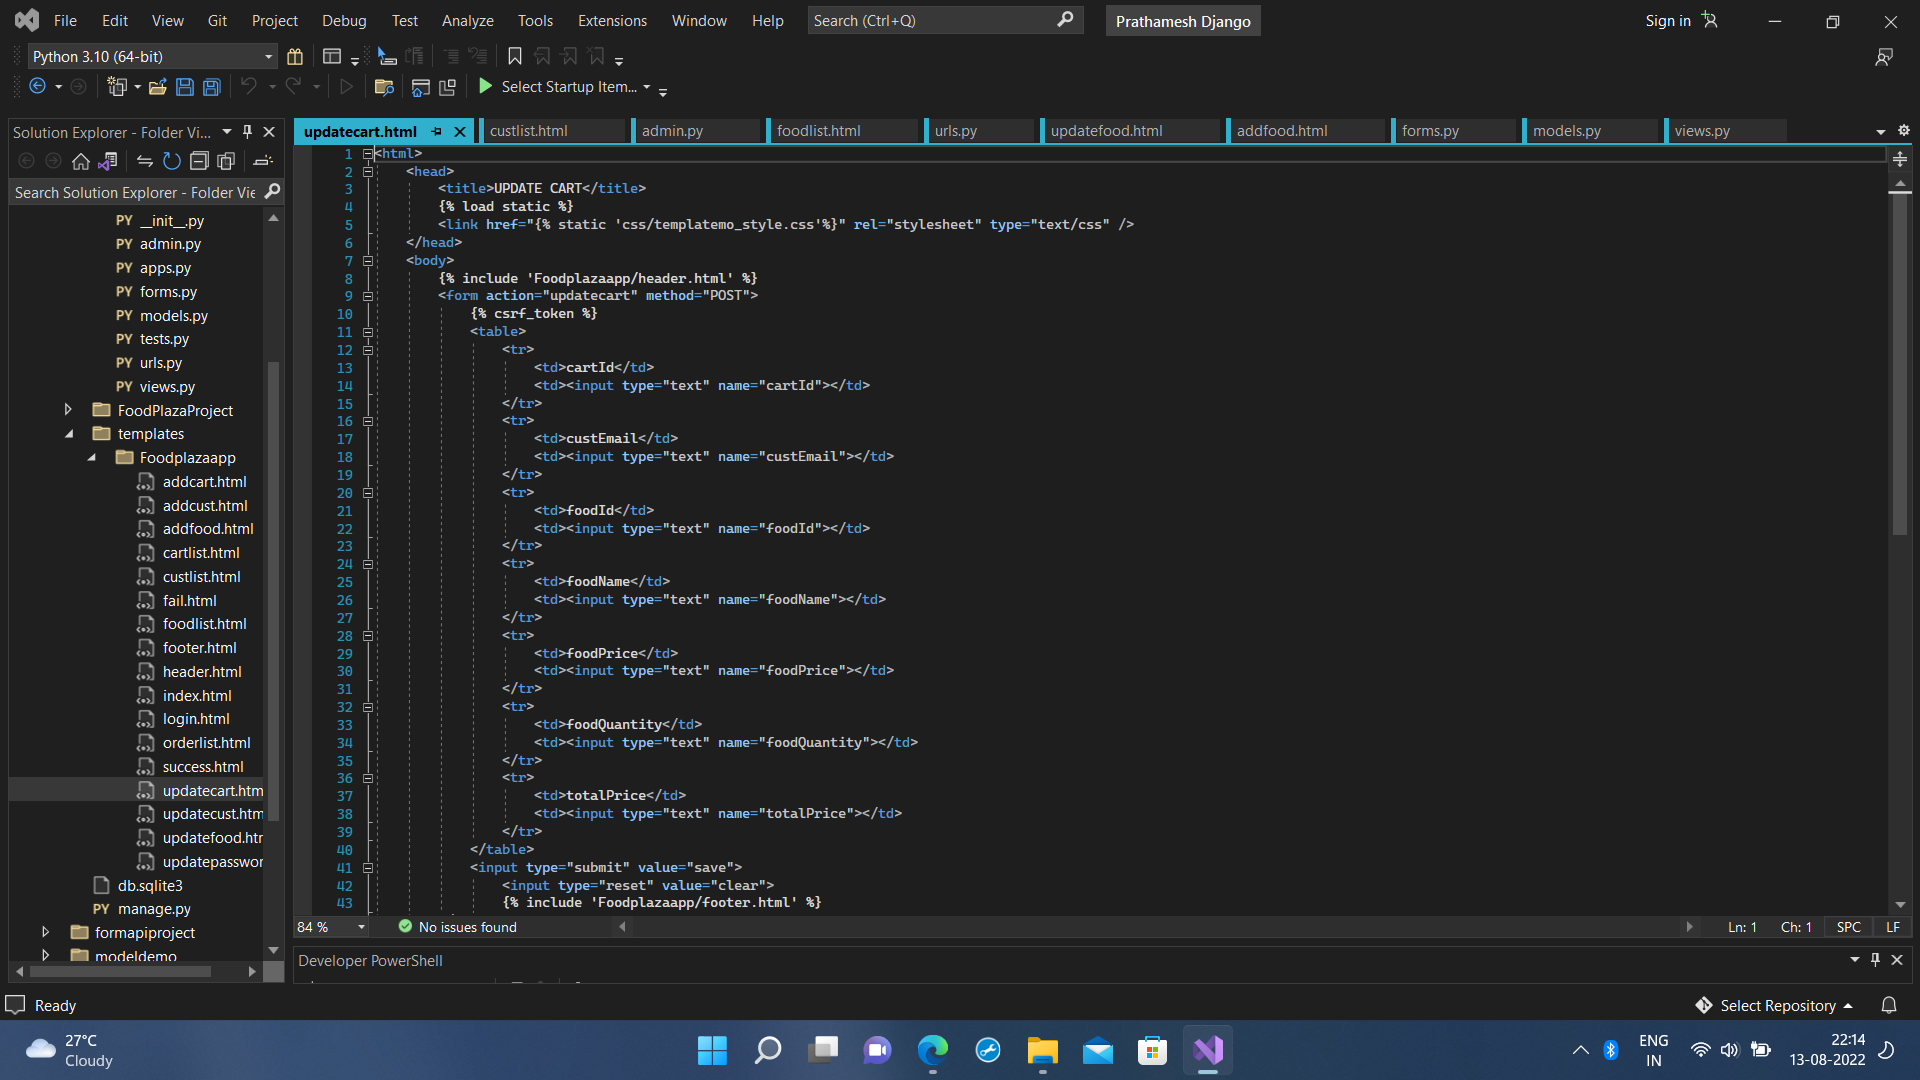 File Edit View Git Project Debug Test Analyze Tools Extensions Window Help Search (Ctrl+Q) Prathamesh Django Sign in
Python 3.10 (64-bit)
Select Startup Item...
Solution Explorer - Folder Vi...
Search Solution Explorer - Folder Vie
PY __init__.py
PY admin.py
PY apps.py
PY forms.py
PY models.py
PY tests.py
PY urls.py
PY views.py
FoodPlazaProject
templates
Foodplazaapp
addcart.html
addcust.html
addfood.html
cartlist.html
custlist.html
fail.html
foodlist.html
footer.html
header.html
index.html
login.html
orderlist.html
success.html
updatecart.htm
updatecust.htm
updatefood.htr
updatepasswor
db.sqlite3
PY manage.py
formapiproject
modeldemo
updatecart.html custlist.html admin.py foodlist.html urls.py updatefood.html addfood.html forms.py models.py views.py
1 <html>
2 <head>
3 <title>UPDATE CART</title>
4 {% load static %}
5 <link href="{% static 'css/templatemo_style.css'%}" rel="stylesheet" type="text/css" />
6 </head>
7 <body>
8 {% include 'Foodplazaapp/header.html' %}
9 <form action="updatecart" method="POST">
10 {% csrf_token %}
11 <table>
12 <tr>
13 <td>cartId</td>
14 <td><input type="text" name="cartId"></td>
15 </tr>
16 <tr>
17 <td>custEmail</td>
18 <td><input type="text" name="custEmail"></td>
19 </tr>
20 <tr>
21 <td>foodId</td>
22 <td><input type="text" name="foodId"></td>
23 </tr>
24 <tr>
25 <td>foodName</td>
26 <td><input type="text" name="foodName"></td>
27 </tr>
28 <tr>
29 <td>foodPrice</td>
30 <td><input type="text" name="foodPrice"></td>
31 </tr>
32 <tr>
33 <td>foodQuantity</td>
34 <td><input type="text" name="foodQuantity"></td>
35 </tr>
36 <tr>
37 <td>totalPrice</td>
38 <td><input type="text" name="totalPrice"></td>
39 </tr>
40 </table>
41 <input type="submit" value="save">
42 <input type="reset" value="clear">
43 {% include 'Foodplazaapp/footer.html' %}
84 % No issues found Ln: 1 Ch: 1 SPC LF
Developer PowerShell
Ready Select Repository
27°C
Cloudy
ENG
IN
22:14
13-08-2022